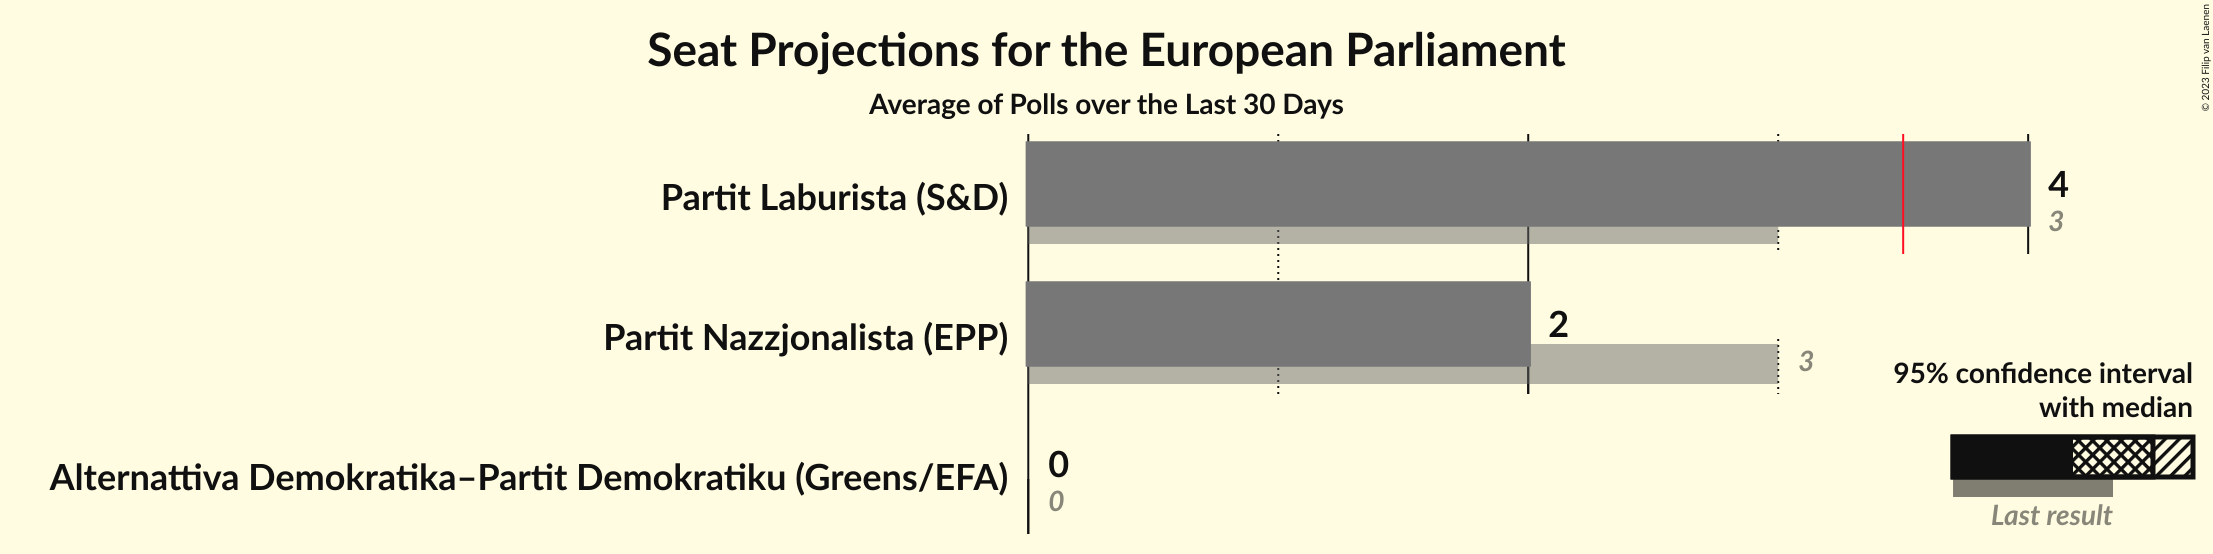 Seat Projections for the European Parliament
Average of Polls over the Last 30 Days
© 2023 Filip van Laenen
Partit Laburista (S&D)
4
3
Partit Nazzjonalista (EPP)
2
3
Alternattiva Demokratika–Partit Demokratiku (Greens/EFA)
0
0
95% confidence interval
with median
Last result